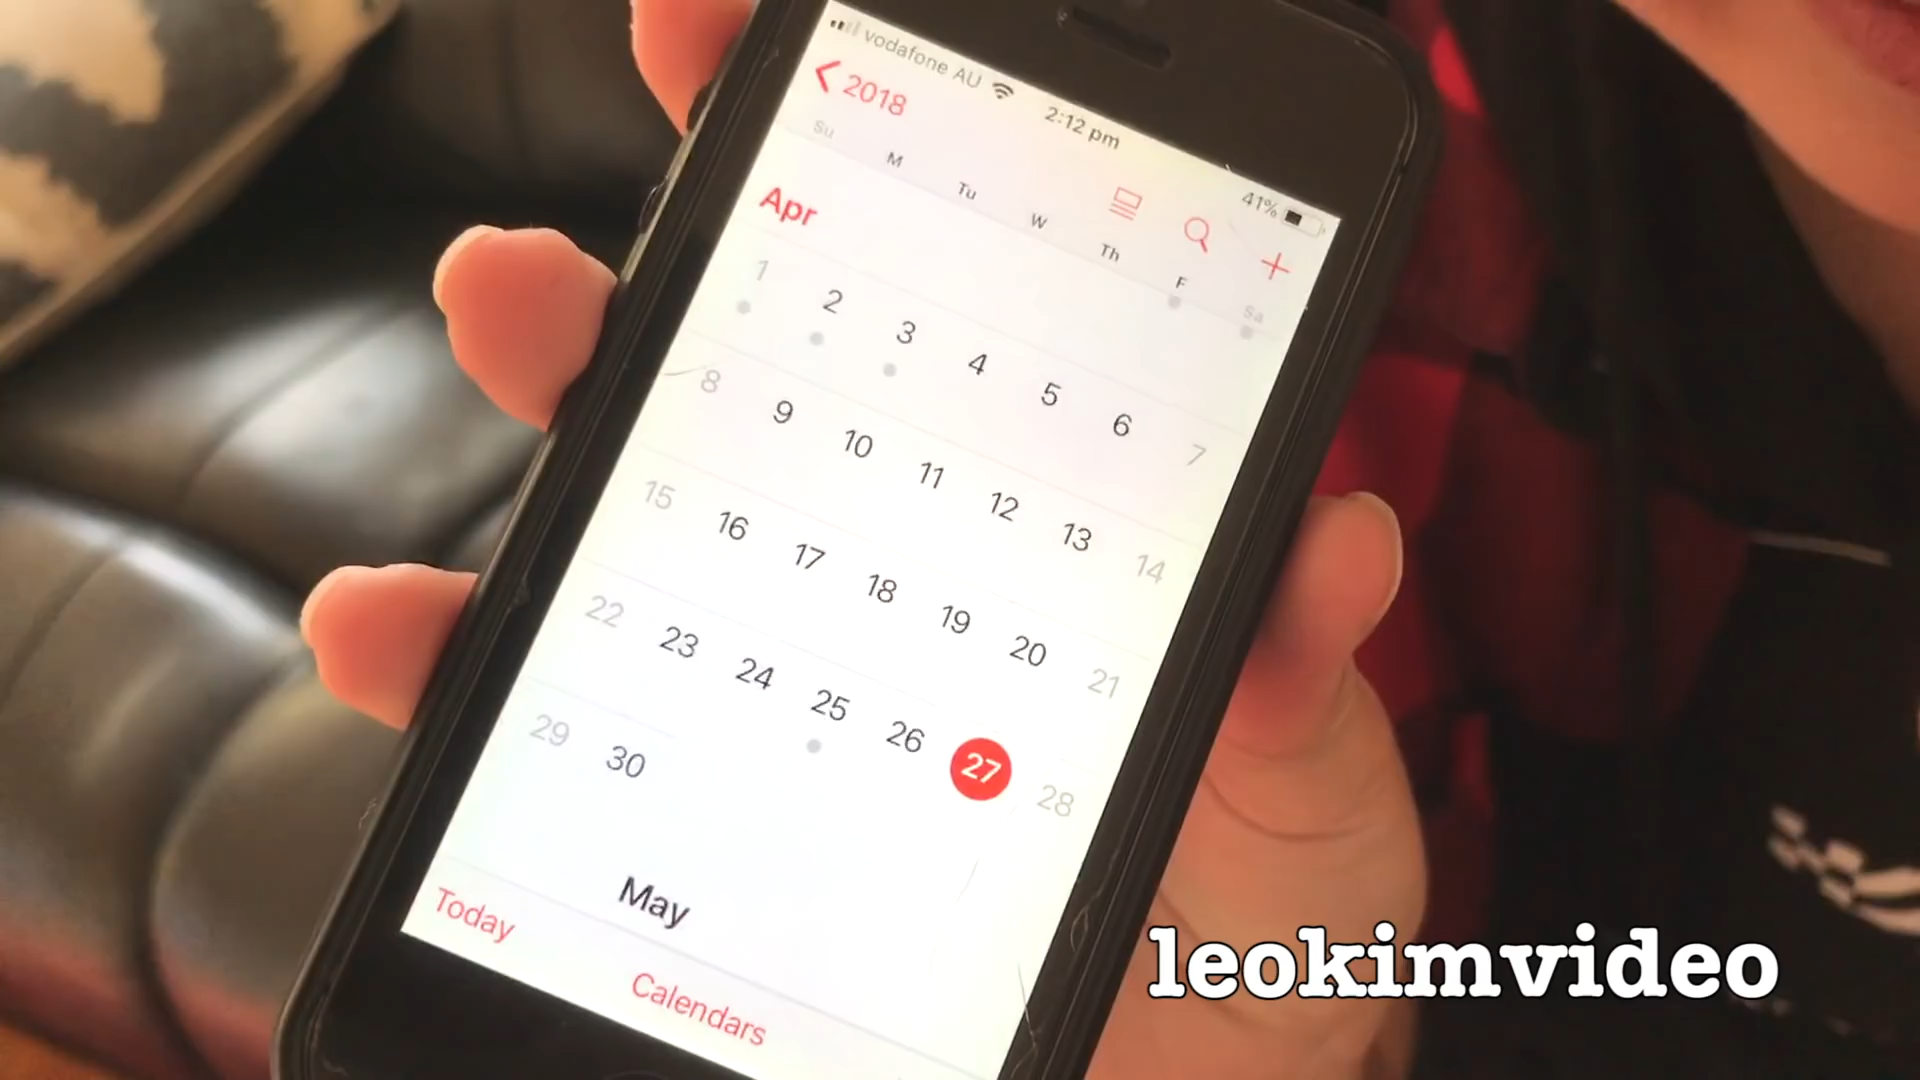 vodafone AU 2:12 pm 41%
2018
Su M Tu W Th F Sa
Apr
1 2 3 4 5 6 7
8 9 10 11 12 13 14
15 16 17 18 19 20 21
22 23 24 25 26 27 28
29 30
May
Today Calendars
leokimvideo